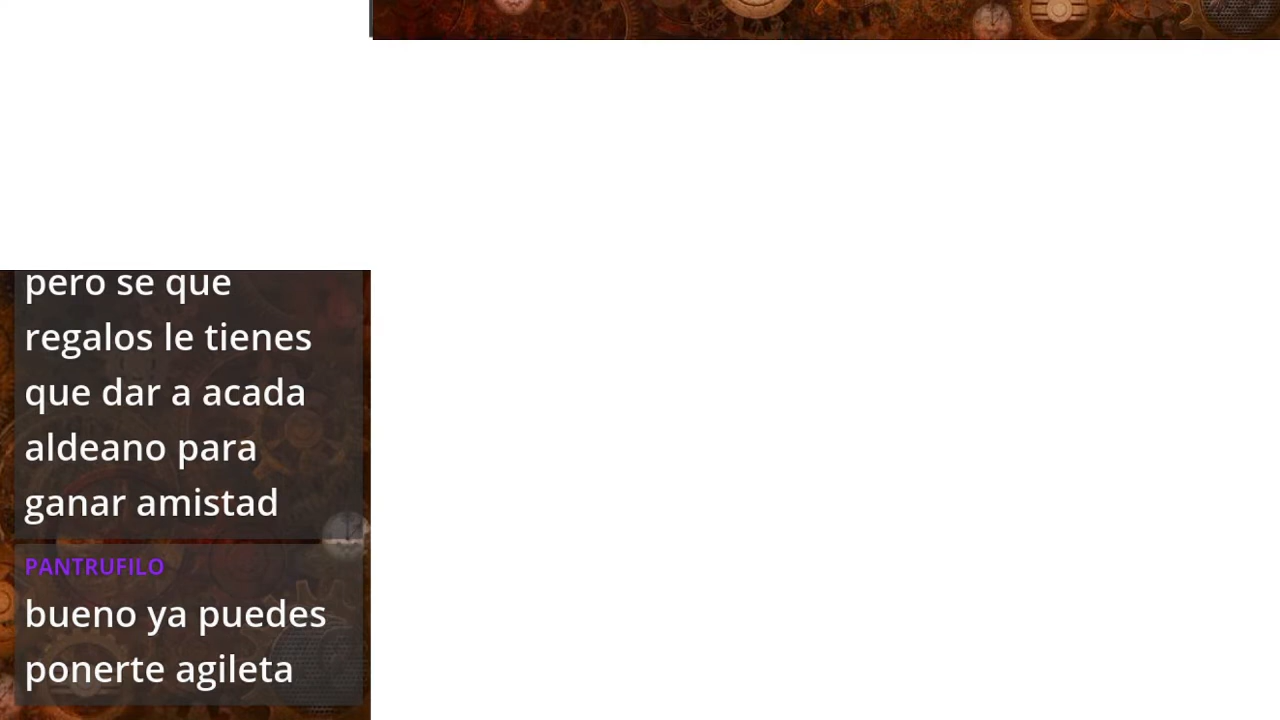 pero se que
regalos le tienes
que dar a acada
aldeano para
ganar amistad
PANTRUFILO
bueno ya puedes
ponerte agileta